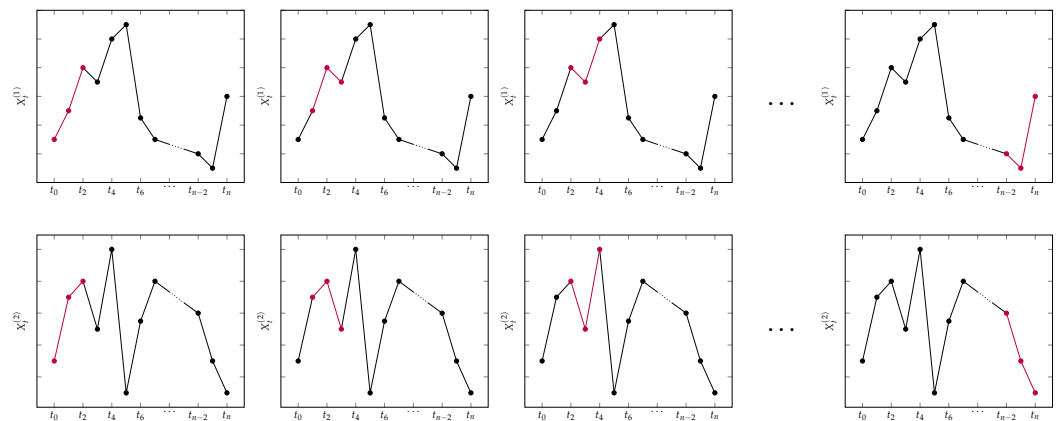 X_t^{(1)} X_t^{(1)} X_t^{(1)} • • • X_t^{(1)}
t_0 t_2 t_4 t_6 ··· t_{n−2} t_n t_0 t_2 t_4 t_6 ··· t_{n−2} t_n t_0 t_2 t_4 t_6 ··· t_{n−2} t_n t_0 t_2 t_4 t_6 ··· t_{n−2} t_n
X_t^{(2)} X_t^{(2)} X_t^{(2)} • • • X_t^{(2)}
t_0 t_2 t_4 t_6 ··· t_{n−2} t_n t_0 t_2 t_4 t_6 ··· t_{n−2} t_n t_0 t_2 t_4 t_6 ··· t_{n−2} t_n t_0 t_2 t_4 t_6 ··· t_{n−2} t_n